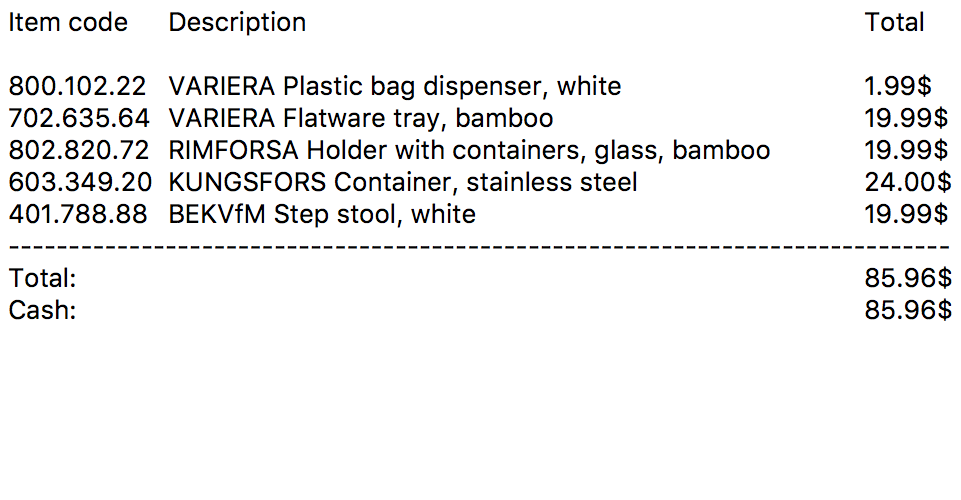 Item code Description Total
800.102.22 VARIERA Plastic bag dispenser, white 1.99$
702.635.64 VARIERA Flatware tray, bamboo 19.99$
802.820.72 RIMFORSA Holder with containers, glass, bamboo 19.99$
603.349.20 KUNGSFORS Container, stainless steel 24.00$
401.788.88 BEKVfM Step stool, white 19.99$
--------------------------------------------------------------------------------
Total: 85.96$
Cash: 85.96$